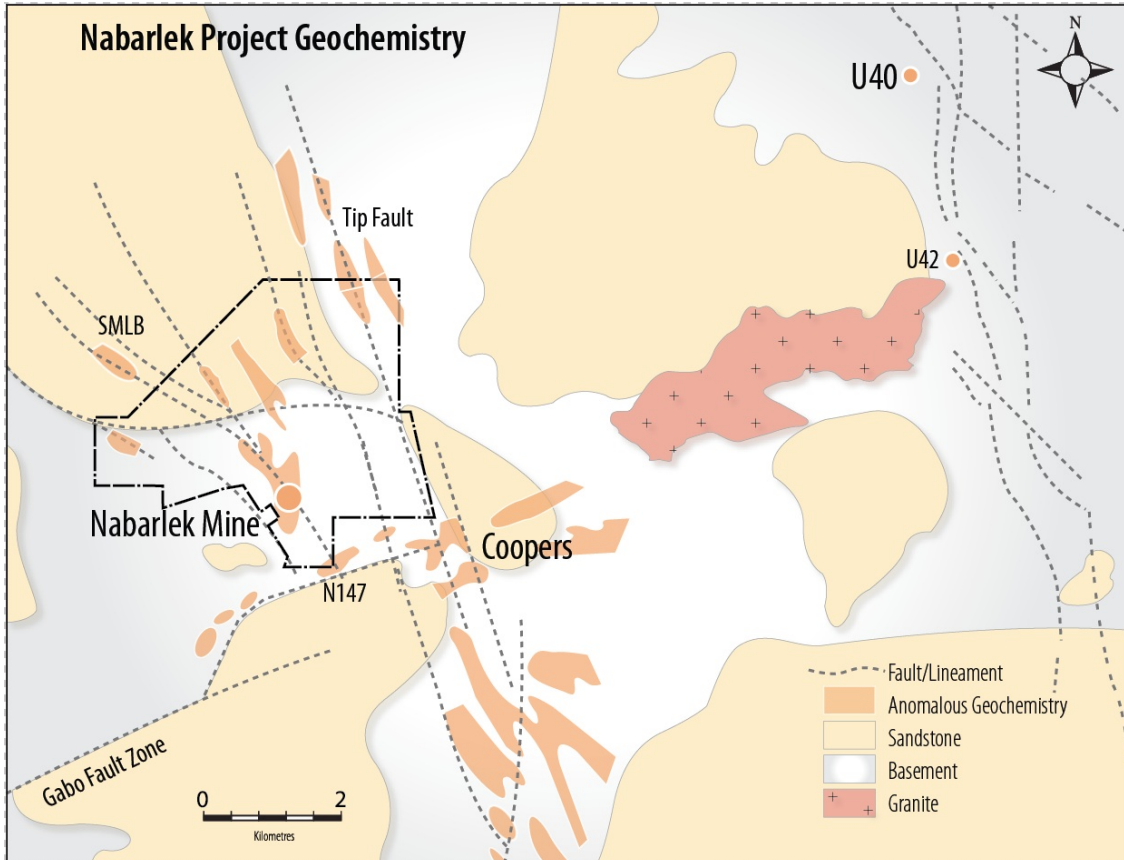 Nabarlek Project Geochemistry
N
U40
Tip Fault
U42
SMLB
Nabarlek Mine
Coopers
N147
Gabo Fault Zone
0 2
Kilometres
Fault/Lineament
Anomalous Geochemistry
Sandstone
Basement
Granite